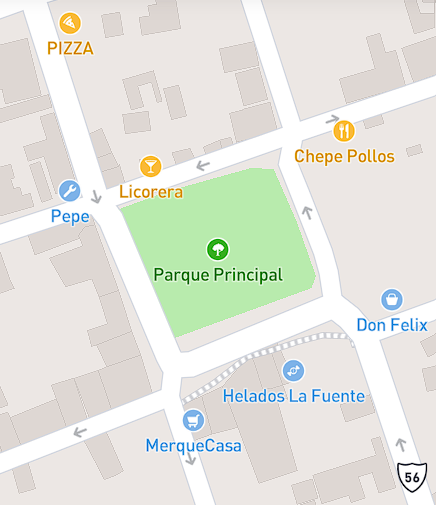 PIZZA
Chepe Pollos
Licorera
Pepe
Parque Principal
Don Felix
Helados La Fuente
MerqueCasa
56